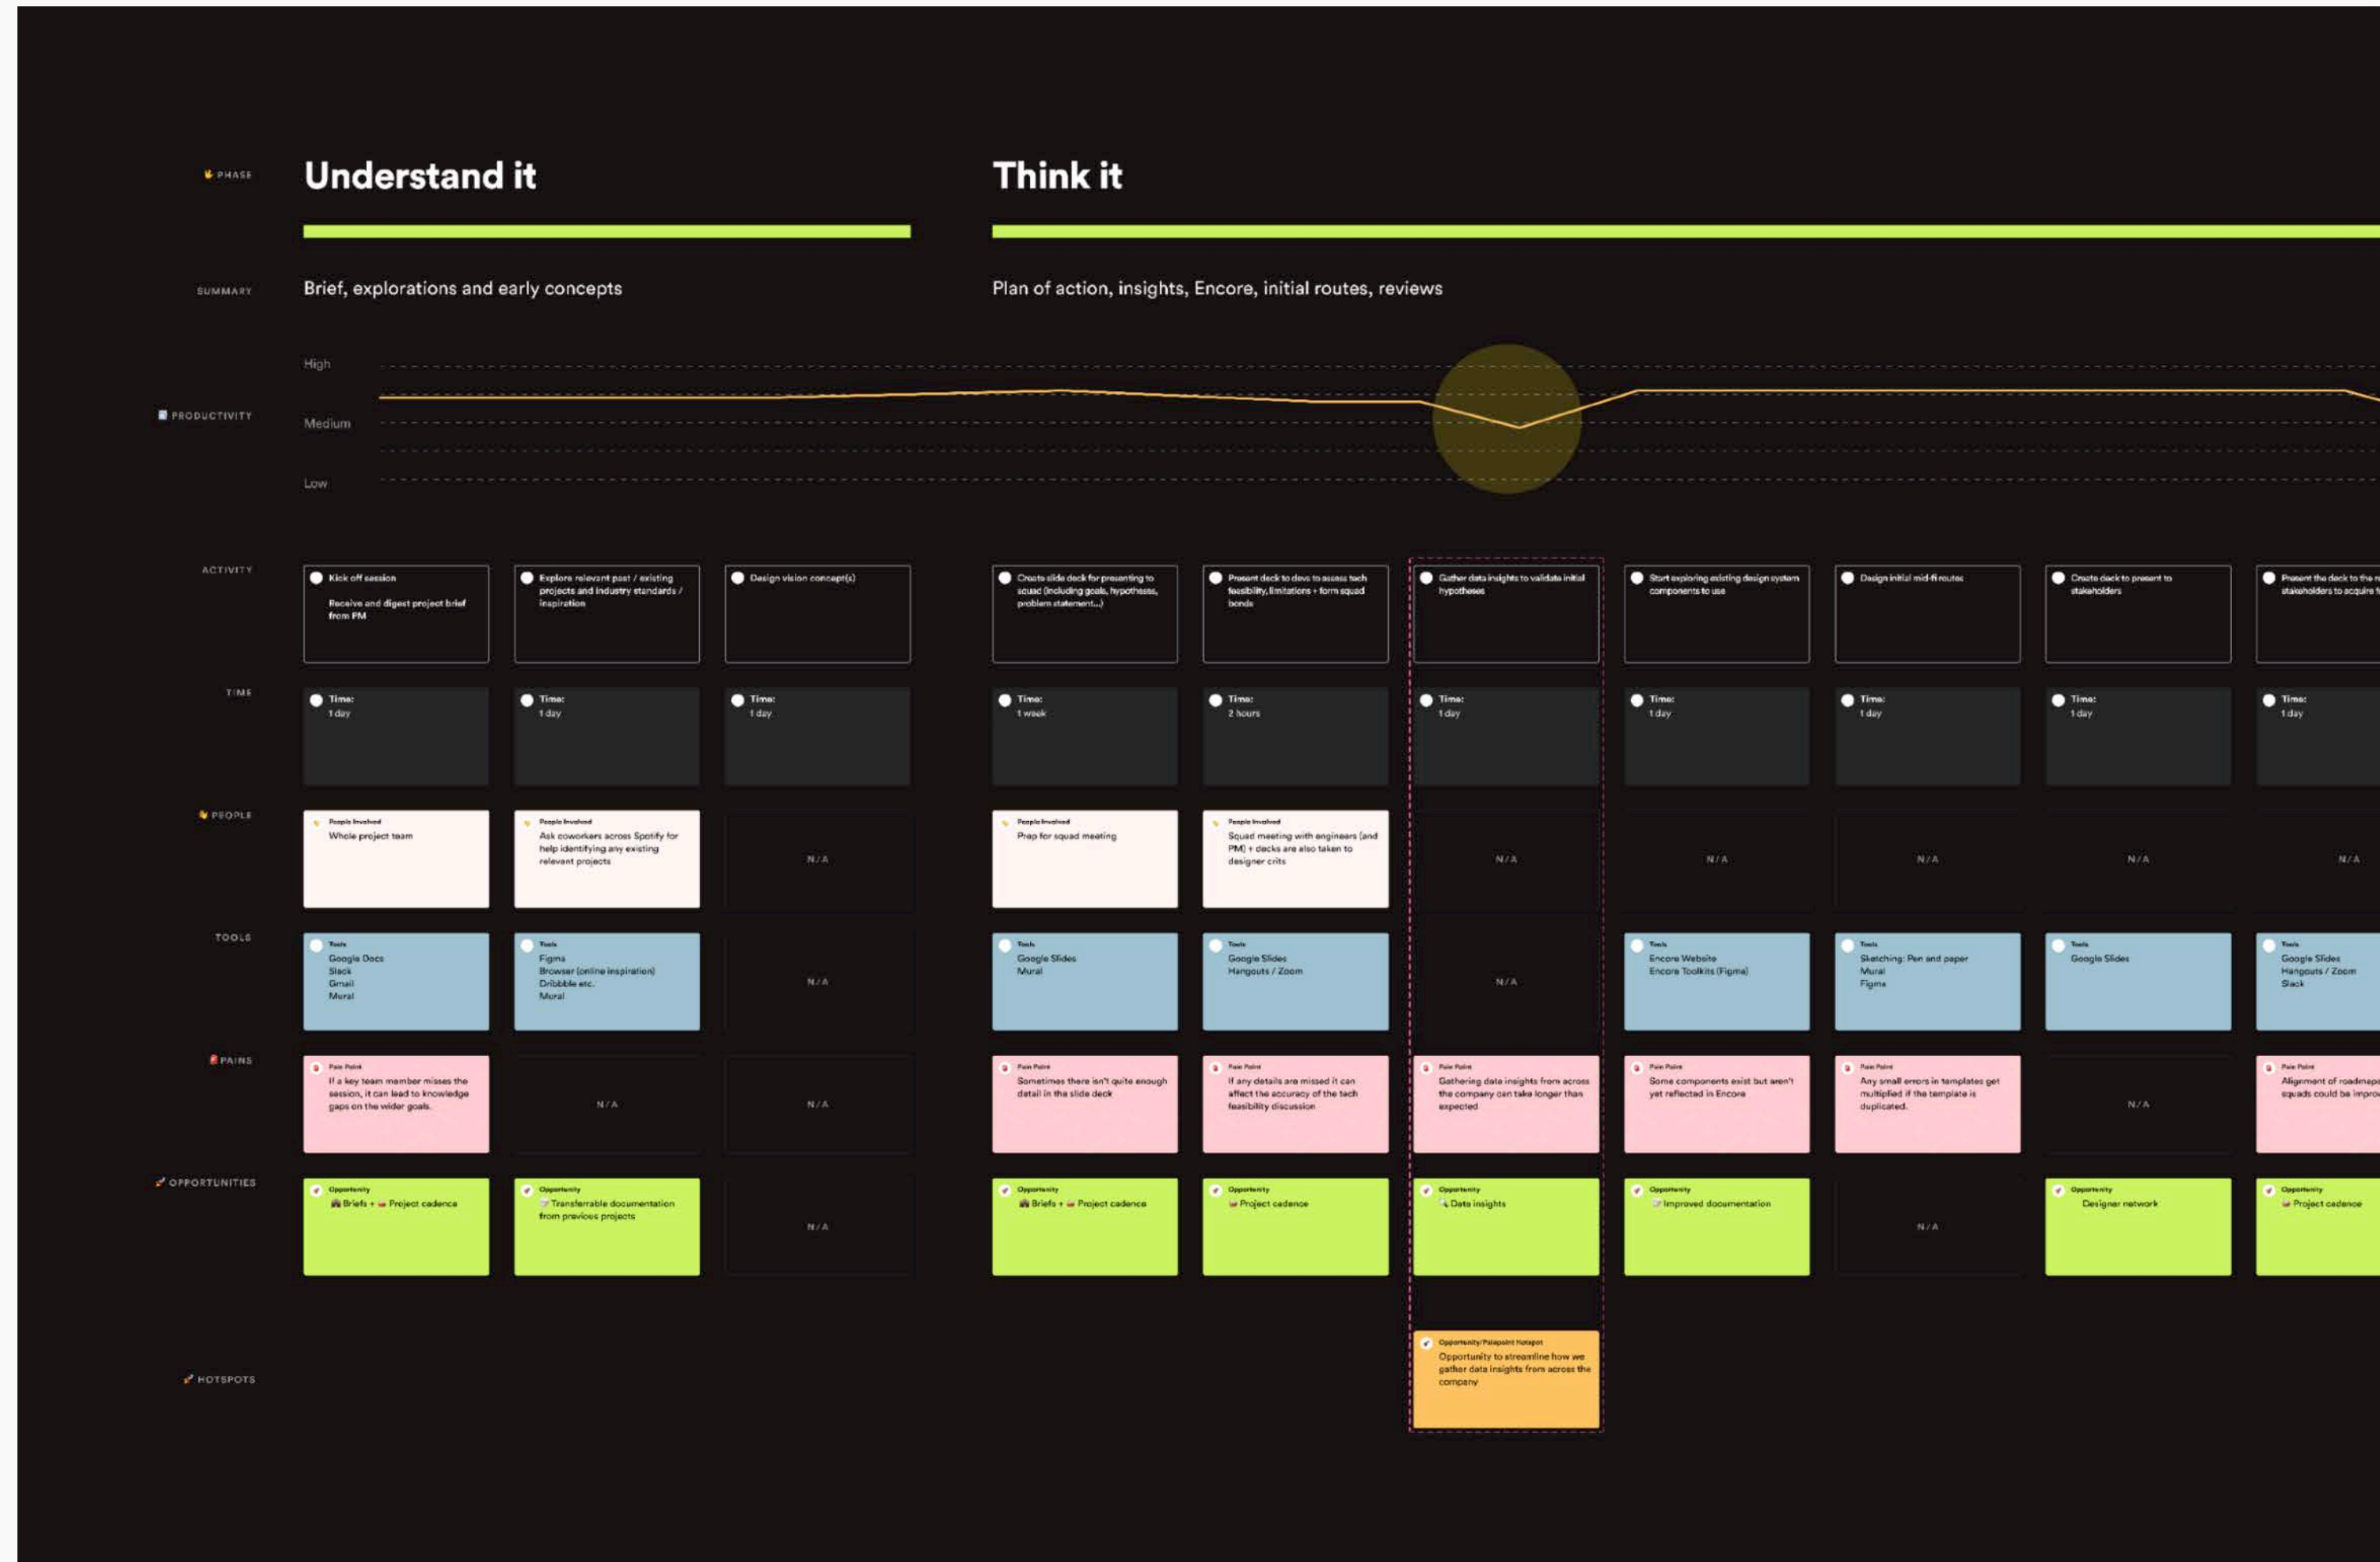 PHASE
Understand it
Think it
SUMMARY
Brief, explorations and early concepts
Plan of action, insights, Encore, initial routes, reviews
PRODUCTIVITY
High
Medium
Low
ACTIVITY
Kick off session
Receive and digest project brief
from PM
Explore relevant past / existing
projects and industry standards /
inspiration
Design vision concept(s)
Create slide deck for presenting to
squad (including goals, hypotheses,
problem statement...)
Present deck to devs to assess tech
feasibility, limitations + form squad
bonds
Gather data insights to validate initial
hypotheses
Start exploring existing design system
components to use
Design initial mid-fi routes
Create deck to present to
stakeholders
Present the deck to the
stakeholders to acquire
TIME
Time:
1 day
Time:
1 day
Time:
1 day
Time:
1 week
Time:
2 hours
Time:
1 day
Time:
1 day
Time:
1 day
Time:
1 day
Time:
1 day
PEOPLE
People Involved
Whole project team
People Involved
Ask coworkers across Spotify for
help identifying any existing
relevant projects
N/A
People Involved
Prep for squad meeting
People Involved
Squad meeting with engineers (and
PM) + decks are also taken to
designer crits
N/A
N/A
N/A
N/A
N/A
TOOLS
Tools
Google Docs
Slack
Gmail
Mural
Tools
Figma
Browser (online inspiration)
Dribbble etc.
Mural
N/A
Tools
Google Slides
Mural
Tools
Google Slides
Hangouts / Zoom
N/A
Tools
Encore Website
Encore Toolkits (Figma)
Tools
Sketching: Pen and paper
Mural
Figma
Tools
Google Slides
Tools
Google Slides
Hangouts / Zoom
Slack
PAINS
Pain Point
If a key team member misses the
session, it can lead to knowledge
gaps on the wider goals.
N/A
N/A
Pain Point
Sometimes there isn't quite enough
detail in the slide deck
Pain Point
If any details are missed it can
affect the accuracy of the tech
feasibility discussion
Pain Point
Gathering data insights from across
the company can take longer than
expected
Pain Point
Some components exist but aren't
yet reflected in Encore
Pain Point
Any small errors in templates get
multiplied if the template is
duplicated.
N/A
Pain Point
Alignment of roadmaps
squads could be
OPPORTUNITIES
Opportunity
Briefs + Project cadence
Opportunity
Transferrable documentation
from previous projects
N/A
Opportunity
Briefs + Project cadence
Opportunity
Project cadence
Opportunity
Data insights
Opportunity
Improved documentation
N/A
Opportunity
Designer network
Opportunity
Project cadence
HOTSPOTS
Opportunity/Painpoint Hotspot
Opportunity to streamline how we
gather data insights from across the
company